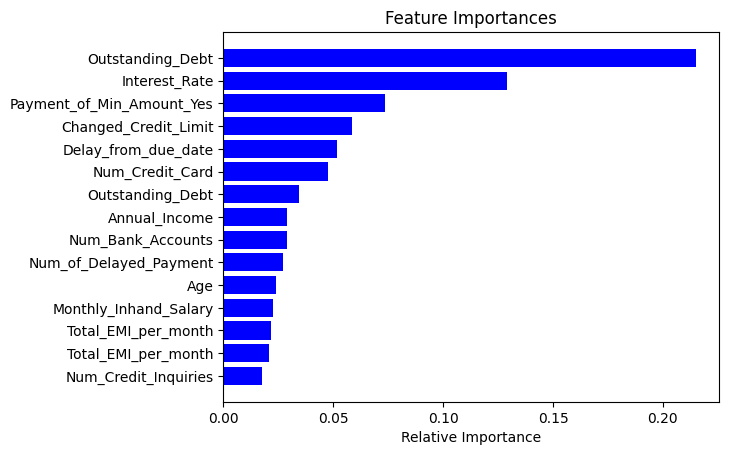 Feature Importances
Outstanding_Debt
Interest_Rate
Payment_of_Min_Amount_Yes
Changed_Credit_Limit
Delay_from_due_date
Num_Credit_Card
Outstanding_Debt
Annual_Income
Num_Bank_Accounts
Num_of_Delayed_Payment
Age
Monthly_Inhand_Salary
Total_EMI_per_month
Total_EMI_per_month
Num_Credit_Inquiries
0.00 0.05 0.10 0.15 0.20
Relative Importance